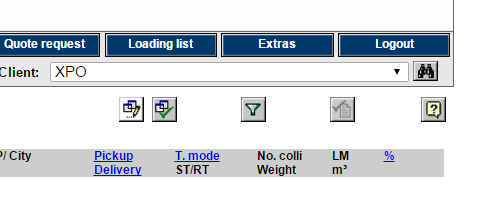 Quote request Loading list Extras Logout
Client: XPO
P/ City Pickup T. mode No. colli LM %
Delivery ST/RT Weight m³